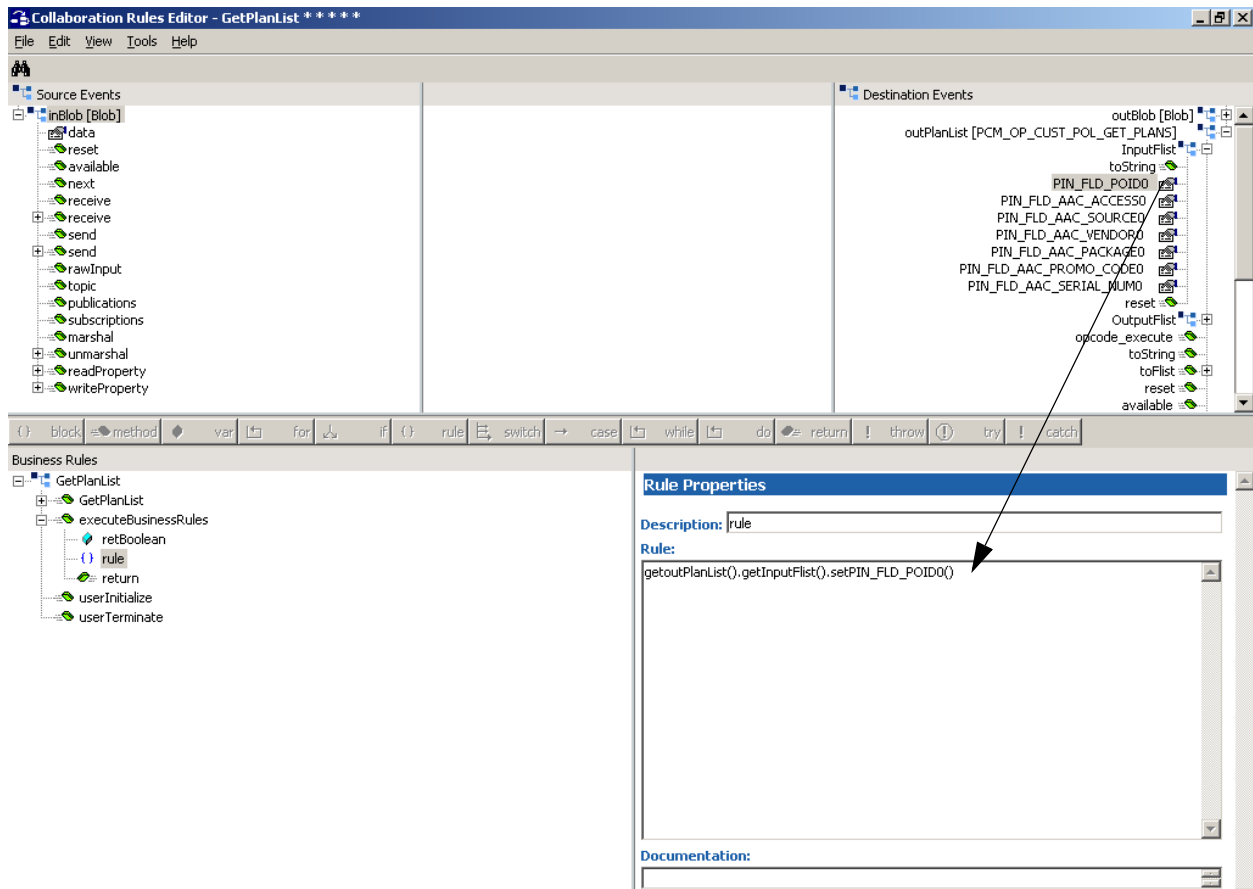 Collaboration Rules Editor - GetPlanList * * * * *
File Edit View Tools Help
Source Events
inBlob [Blob]
data
reset
available
next
receive
receive
send
send
rawInput
topic
publications
subscriptions
marshal
unmarshal
readProperty
writeProperty
Destination Events
outBlob [Blob]
outPlanList [PCM_OP_CUST_POL_GET_PLANS]
InputFlist
toString
PIN_FLD_POID0
PIN_FLD_AAC_ACCESS0
PIN_FLD_AAC_SOURCE0
PIN_FLD_AAC_VENDOR0
PIN_FLD_AAC_PACKAGE0
PIN_FLD_AAC_PROMO_CODE0
PIN_FLD_AAC_SERIAL_NUM0
reset
OutputFlist
opcode_execute
toString
toFlist
reset
available
{} block method var for if {} rule switch case while do return ! throw try ! catch
Business Rules
GetPlanList
GetPlanList
executeBusinessRules
retBoolean
{} rule
return
userInitialize
userTerminate
Rule Properties
Description: rule
Rule:
getoutPlanList().getInputFlist().setPIN_FLD_POID0()
Documentation: